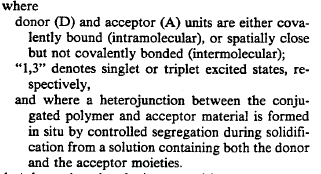 where
donor (D) and acceptor (A) units are either cova-
lently bound (intramolecular), or spatially close
but not covalently bonded (intermolecular);
"1,3" denotes singlet or triplet excited states, re-
spectively,
and where a heterojunction between the conju-
gated polymer and acceptor material is formed
in situ by controlled segregation during solidifi-
cation from a solution containing both the donor
and the acceptor moieties.